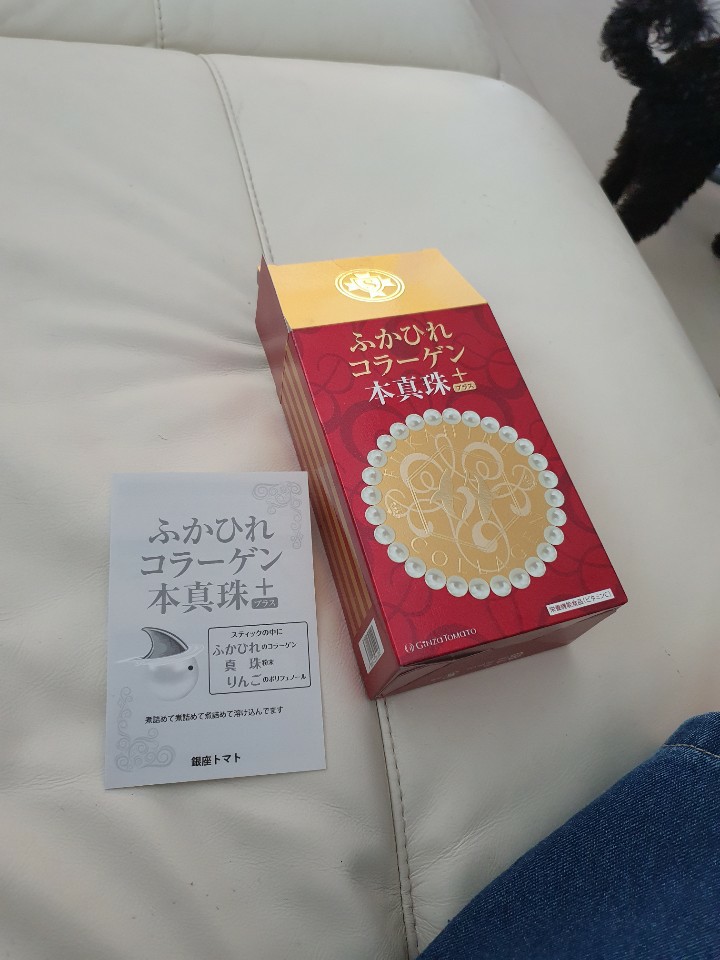 ふかひれ
コラーゲン
本真珠+
プラス
COLLAGEN
栄養機能食品(ビタミンC)
GINZA TOMATO
ふかひれ
コラーゲン
本真珠+
プラス
スティックの中に
ふかひれのコラーゲン
真 珠粉末
りんごのポリフェノール
煮詰めて煮詰めて煮詰めて溶け込んでます
銀座トマト